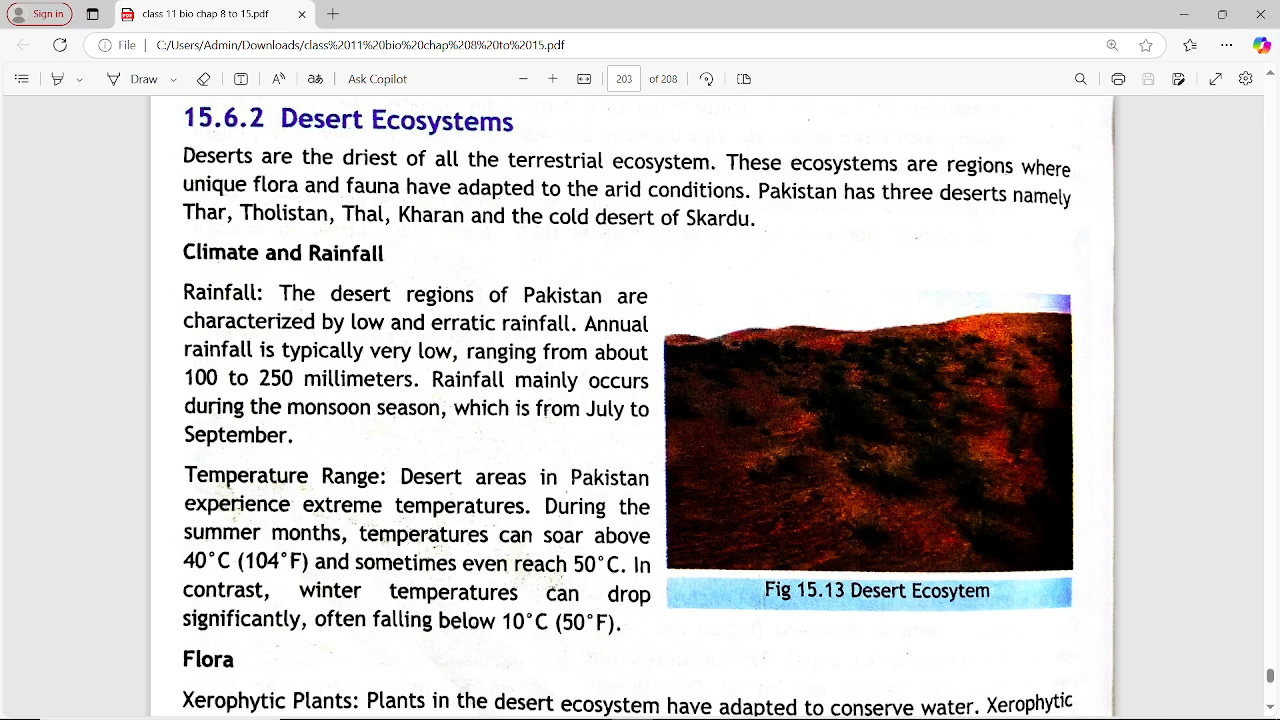 Sign in
class 11 bio chap 8 to 15.pdf
File
C:/Users/Admin/Downloads/class%2011%20bio%20chap%208%20to%2015.pdf
Draw
Ask Copilot
203 of 208
15.6.2 Desert Ecosystems
Deserts are the driest of all the terrestrial ecosystem. These ecosystems are regions where
unique flora and fauna have adapted to the arid conditions. Pakistan has three deserts namely
Thar, Tholistan, Thal, Kharan and the cold desert of Skardu.
Climate and Rainfall
Rainfall: The desert regions of Pakistan are
characterized by low and erratic rainfall. Annual
rainfall is typically very low, ranging from about
100 to 250 millimeters. Rainfall mainly occurs
during the monsoon season, which is from July to
September.
Temperature Range: Desert areas in Pakistan
experience extreme temperatures. During the
summer months, temperatures can soar above
40°C (104°F) and sometimes even reach 50°C. In
contrast, winter temperatures can drop
significantly, often falling below 10°C (50°F).
Fig 15.13 Desert Ecosytem
Flora
Xerophytic Plants: Plants in the desert ecosystem have adapted to conserve water. Xerophytic